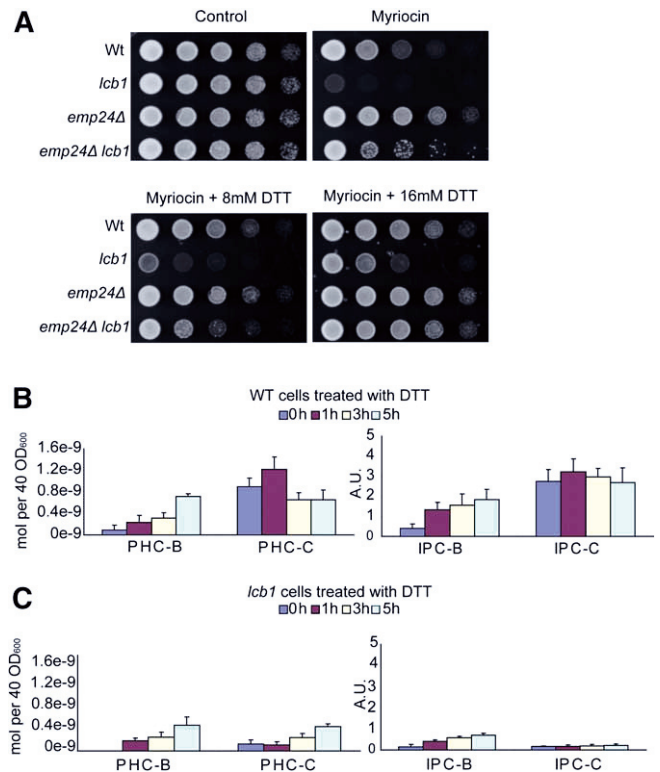 A
Control
Myriocin
Wt
lcb1
emp24Δ
emp24Δ lcb1
Myriocin + 8mM DTT
Myriocin + 16mM DTT
Wt
lcb1
emp24Δ
emp24Δ lcb1
B
WT cells treated with DTT
0h 1h 3h 5h
mol per 40 OD600
1.6e-9
1.2e-9
0.8e-9
0.4e-9
0e-9
PHC-B
PHC-C
A.U.
5
4
3
2
1
0
IPC-B
IPC-C
C
lcb1 cells treated with DTT
0h 1h 3h 5h
mol per 40 OD600
1.6e-9
1.2e-9
0.8e-9
0.4e-9
0e-9
PHC-B
PHC-C
A.U.
5
4
3
2
1
0
IPC-B
IPC-C